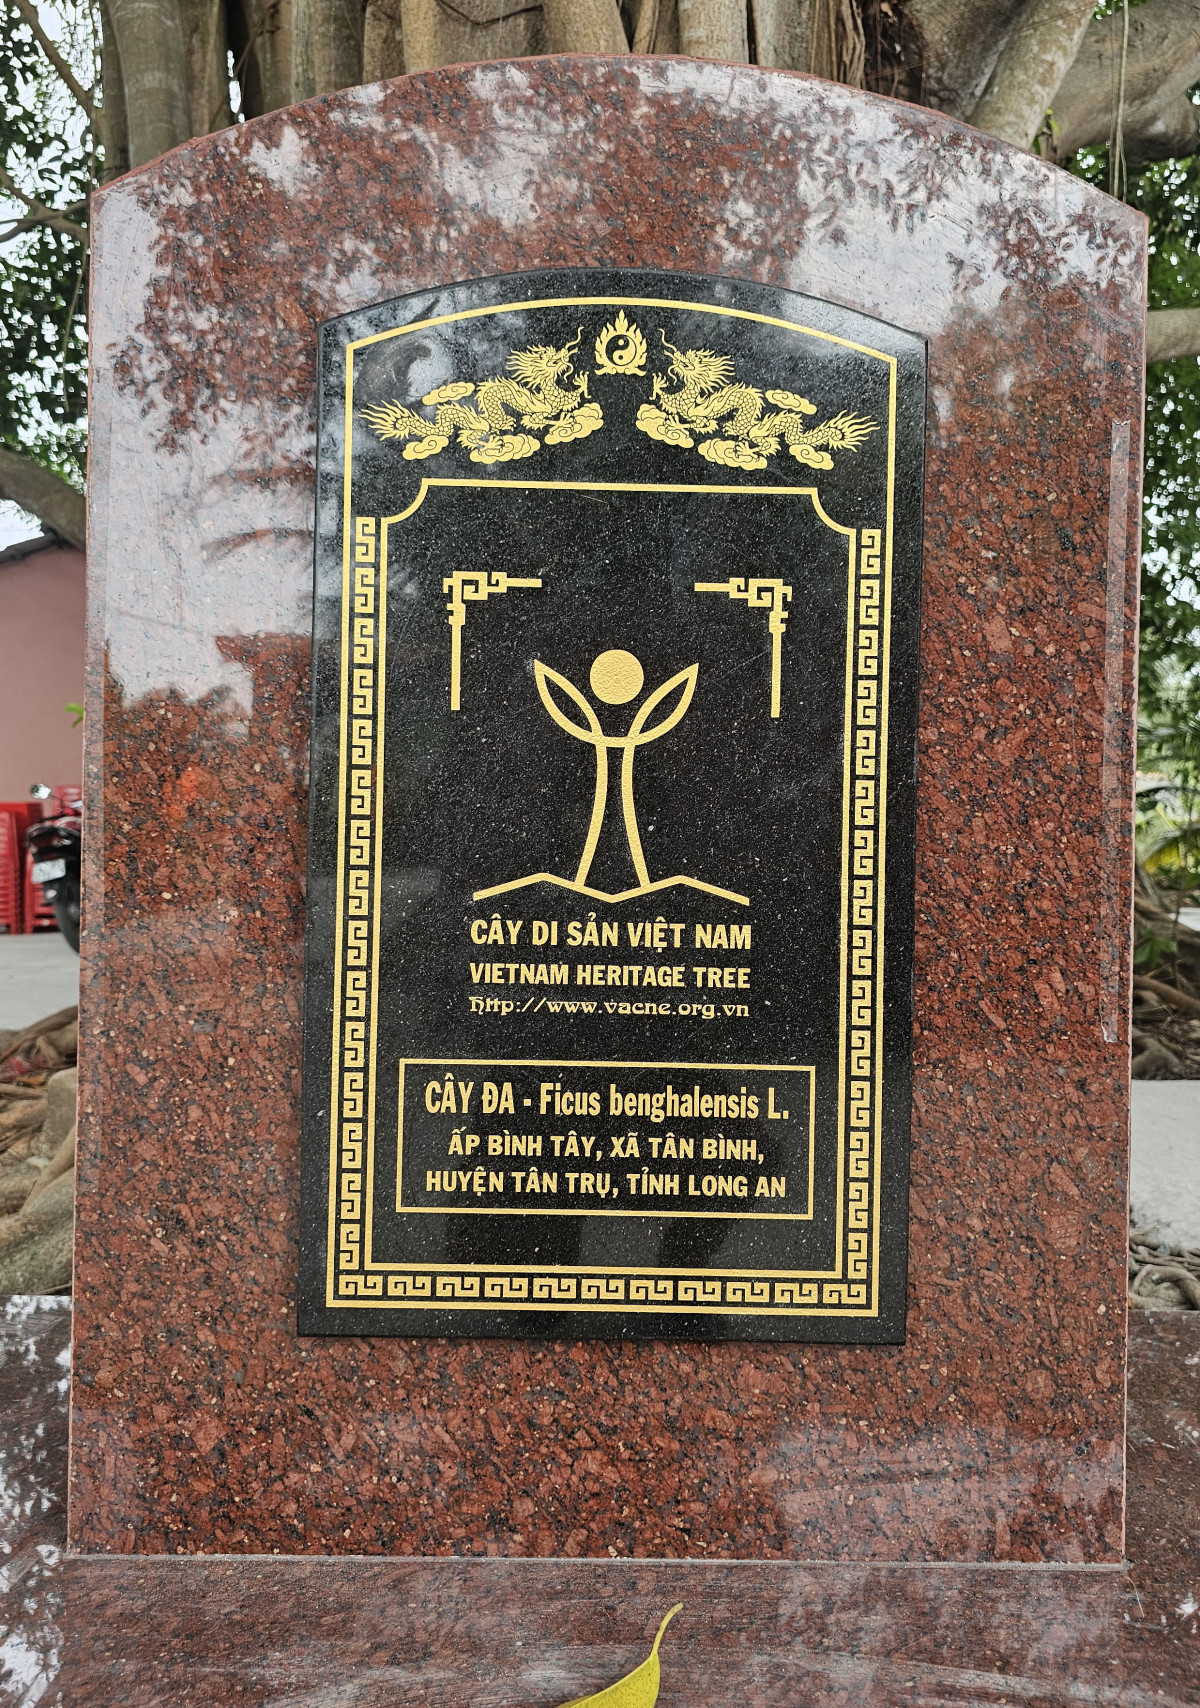 CÂY DI SẢN VIỆT NAM
VIETNAM HERITAGE TREE
http://www.vacne.org.vn
CÂY ĐA - Ficus benghalensis L.
ẤP BÌNH TÂY, XÃ TÂN BÌNH,
HUYỆN TÂN TRỤ, TỈNH LONG AN